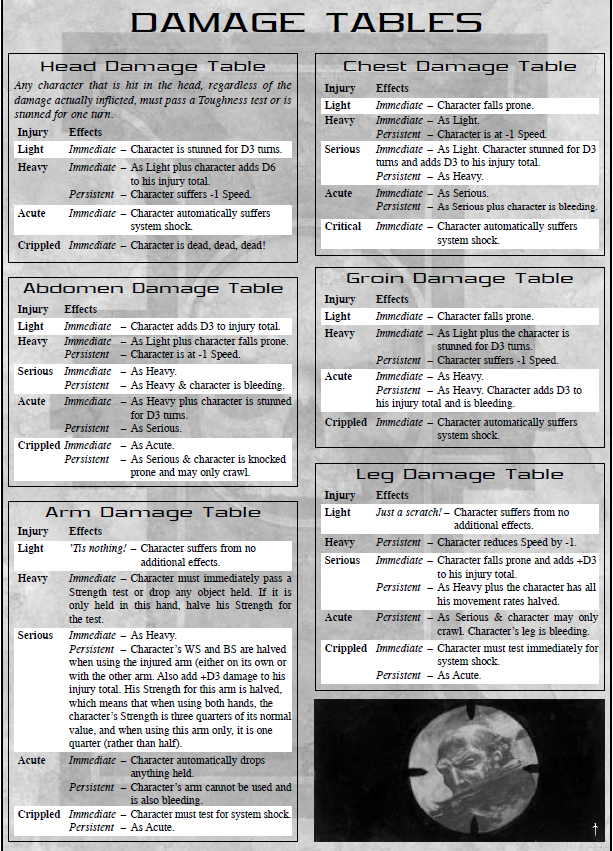 DAMAGE TABLES
Head Damage Table
Any character that is hit in the head, regardless of the
damage actually inflicted, must pass a Toughness test or is
stunned for one turn.
Injury Effects
Light Immediate – Character is stunned for D3 turns.
Heavy Immediate – As Light plus character adds D6
to his injury total.
Persistent – Character suffers -1 Speed.
Acute Immediate – Character automatically suffers
system shock.
Crippled Immediate – Character is dead, dead, dead!
Abdomen Damage Table
Injury Effects
Light Immediate – Character adds D3 to injury total.
Heavy Immediate – As Light plus character falls prone.
Persistent – Character is at -1 Speed.
Serious Immediate – As Heavy.
Persistent – As Heavy & character is bleeding.
Acute Immediate – As Heavy plus character is stunned
for D3 turns.
Persistent – As Serious.
Crippled Immediate – As Acute.
Persistent – As Serious & character is knocked
prone and may only crawl.
Arm Damage Table
Injury Effects
Light 'Tis nothing! – Character suffers from no
additional effects.
Heavy Immediate – Character must immediately pass a
Strength test or drop any object held. If it is
only held in this hand, halve his Strength for
the test.
Serious Immediate – As Heavy.
Persistent – Character's WS and BS are halved
when using the injured arm (either on its own or
with the other arm. Also add +D3 damage to his
injury total. His Strength for this arm is halved,
which means that when using both hands, the
character's Strength is three quarters of its normal
value, and when using this arm only, it is one
quarter (rather than half).
Acute Immediate – Character automatically drops
anything held.
Persistent – Character's arm cannot be used and
is also bleeding.
Crippled Immediate – Character must test for system shock.
Persistent – As Acute.
Chest Damage Table
Injury Effects
Light Immediate – Character falls prone.
Heavy Immediate – As Light.
Persistent – Character is at -1 Speed.
Serious Immediate – As Light. Character stunned for D3
turns and adds D3 to his injury total.
Persistent – As Heavy.
Acute Immediate – As Serious.
Persistent – As Serious plus character is bleeding.
Critical Immediate – Character automatically suffers
system shock.
Groin Damage Table
Injury Effects
Light Immediate – Character falls prone.
Heavy Immediate – As Light plus the character is
stunned for D3 turns.
Persistent – Character suffers -1 Speed.
Acute Immediate – As Heavy.
Persistent – As Heavy. Character adds D3 to
his injury total and is bleeding.
Crippled Immediate – Character automatically suffers
system shock.
Leg Damage Table
Injury Effects
Light Just a scratch! – Character suffers from no
additional effects.
Heavy Persistent – Character reduces Speed by -1.
Serious Immediate – Character falls prone and adds +D3
to his injury total.
Persistent – As Heavy plus the character has all
his movement rates halved.
Acute Persistent – As Serious & character may only
crawl. Character's leg is bleeding.
Crippled Immediate – Character must test immediately for
system shock.
Persistent – As Acute.